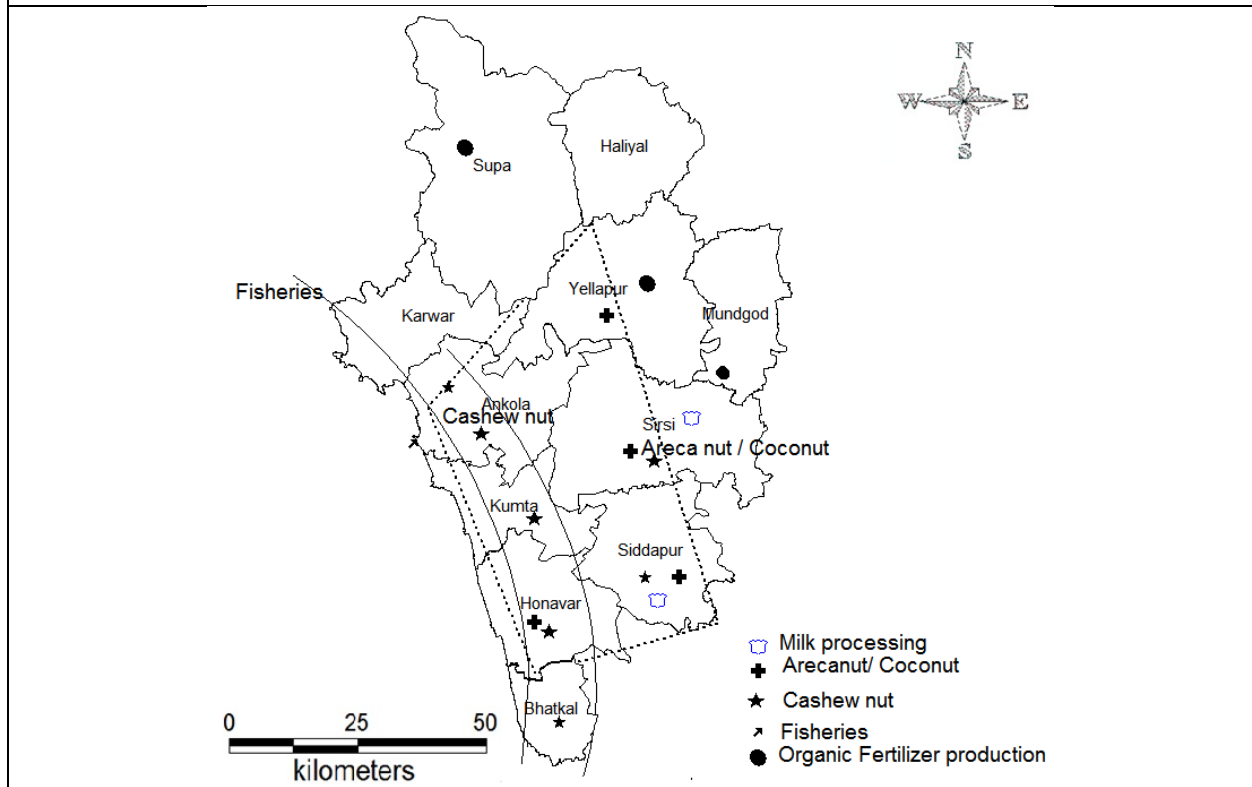 N
W E
S
Haliyal
Supa
Fisheries
Yellapur
Karwar
Mundgod
Ankola
Cashew nut
Sirsi
Areca nut / Coconut
Kumta
Siddapur
Honavar
Milk processing
Arecanut/ Coconut
Cashew nut
Bhatkal
Fisheries
Organic Fertilizer production
0 25 50
kilometers